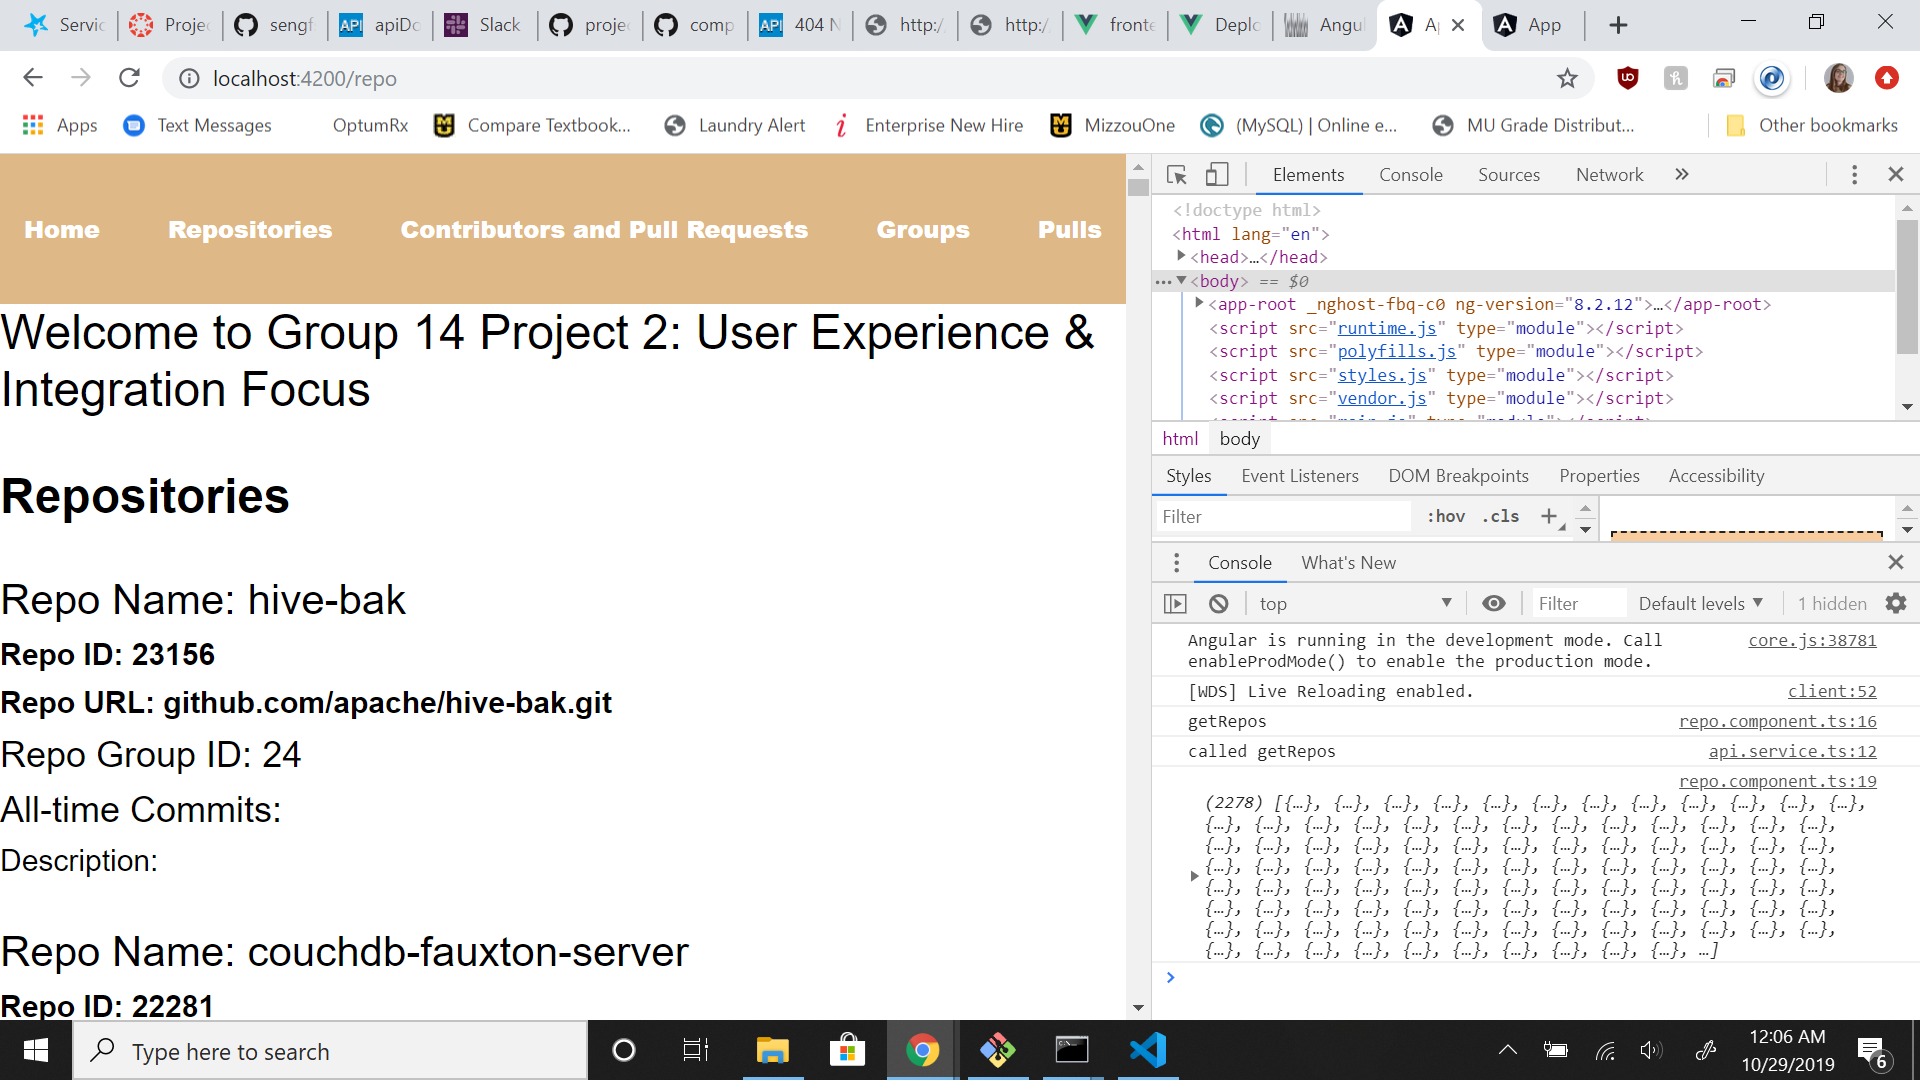 Servic
Projec
sengf
apiDo
Slack
projec
comp
404 N
http:/
http:/
fronte
Deplo
Angul
Ap
App
localhost:4200/repo
Apps
Text Messages
OptumRx
Compare Textbook...
Laundry Alert
Enterprise New Hire
MizzouOne
(MySQL) | Online e...
MU Grade Distribut...
Other bookmarks
Home
Repositories
Contributors and Pull Requests
Groups
Pulls
Welcome to Group 14 Project 2: User Experience &
Integration Focus
Repositories
Repo Name: hive-bak
Repo ID: 23156
Repo URL: github.com/apache/hive-bak.git
Repo Group ID: 24
All-time Commits:
Description:
Repo Name: couchdb-fauxton-server
Repo ID: 22281
Elements
Console
Sources
Network
<!doctype html>
<html lang="en">
<head>…</head>
<body> == $0
<app-root _nghost-fbq-c0 ng-version="8.2.12">…</app-root>
<script src="runtime.js" type="module"></script>
<script src="polyfills.js" type="module"></script>
<script src="styles.js" type="module"></script>
<script src="vendor.js" type="module"></script>
<script src="main.js" type="module"></script>
html body
Styles
Event Listeners
DOM Breakpoints
Properties
Accessibility
Filter
:hov .cls +
Console
What's New
top
Filter
Default levels
1 hidden
Angular is running in the development mode. Call core.js:38781
enableProdMode() to enable the production mode.
[WDS] Live Reloading enabled. client:52
getRepos repo.component.ts:16
called getRepos api.service.ts:12
repo.component.ts:19
(2278) [{…}, {…}, {…}, {…}, {…}, {…}, {…}, {…}, {…}, {…}, {…}, {…},
{…}, {…}, {…}, {…}, {…}, {…}, {…}, {…}, {…}, {…}, {…}, {…}, {…},
{…}, {…}, {…}, {…}, {…}, {…}, {…}, {…}, {…}, {…}, {…}, {…}, {…},
{…}, {…}, {…}, {…}, {…}, {…}, {…}, {…}, {…}, {…}, {…}, {…}, {…},
{…}, {…}, {…}, {…}, {…}, {…}, {…}, {…}, {…}, {…}, {…}, {…}, {…},
{…}, {…}, {…}, {…}, {…}, {…}, {…}, {…}, {…}, {…}, {…}, {…}, {…},
{…}, {…}, {…}, {…}, {…}, {…}, {…}, {…}, {…}, {…}, {…}, {…}, {…},
{…}, {…}, {…}, {…}, {…}, {…}, {…}, {…}, {…}, {…}, …]
Type here to search
12:06 AM
10/29/2019
6